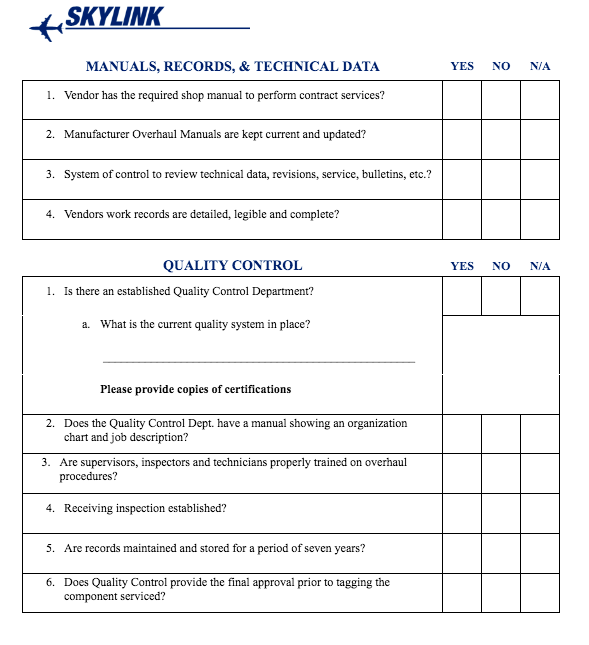 SKYLINK
MANUALS, RECORDS, & TECHNICAL DATA YES NO N/A
1. Vendor has the required shop manual to perform contract services?
2. Manufacturer Overhaul Manuals are kept current and updated?
3. System of control to review technical data, revisions, service, bulletins, etc.?
4. Vendors work records are detailed, legible and complete?
QUALITY CONTROL YES NO N/A
1. Is there an established Quality Control Department?
a. What is the current quality system in place?
Please provide copies of certifications
2. Does the Quality Control Dept. have a manual showing an organization
chart and job description?
3. Are supervisors, inspectors and technicians properly trained on overhaul
procedures?
4. Receiving inspection established?
5. Are records maintained and stored for a period of seven years?
6. Does Quality Control provide the final approval prior to tagging the
component serviced?